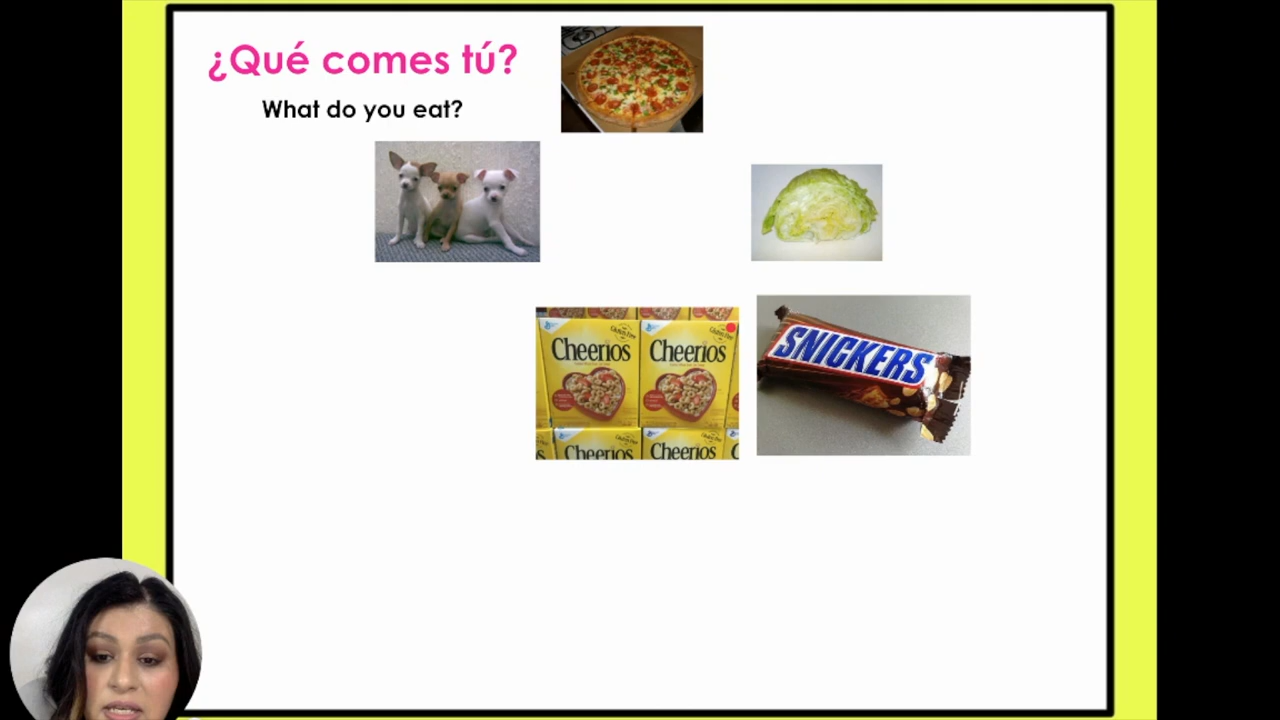 ¿Qué comes tú?
What do you eat?
Cheerios
Cheerios
Cheerios
Cheerios
SNICKERS